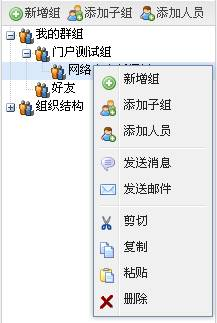 新增组 添加子组 添加人员
我的群组
门户测试组
网络
好友
组织结构
新增组
添加子组
添加人员
发送消息
发送邮件
剪切
复制
粘贴
删除